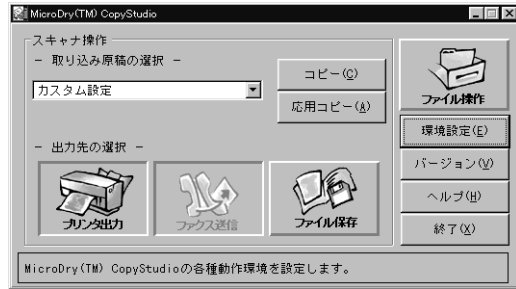 MicroDry(TM) CopyStudio
スキャナ操作
－ 取り込み原稿の選択 －
カスタム設定
コピー(C)
応用コピー(A)
ファイル操作
環境設定(E)
－ 出力先の選択 －
バージョン(V)
ヘルプ(H)
プリンタ出力
ファクス送信
ファイル保存
終了(X)
MicroDry(TM) CopyStudioの各種動作環境を設定します。